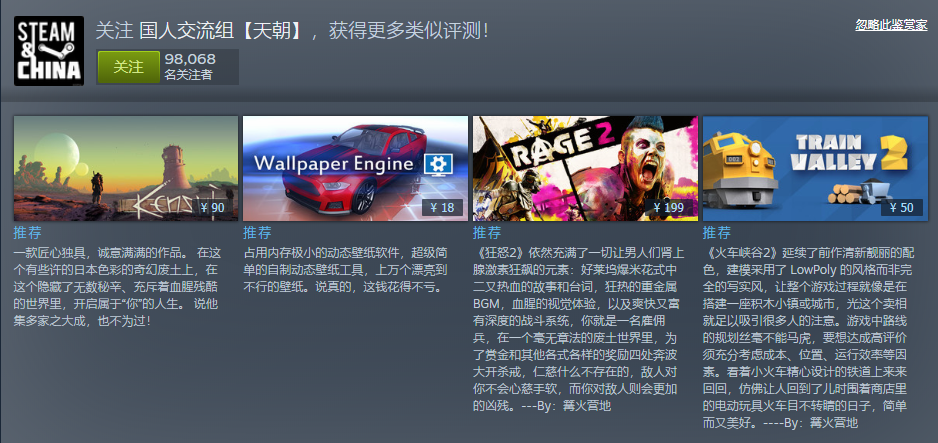 STEAM
&
CHINA
关注 国人交流组【天朝】，获得更多类似评测！
忽略此鉴赏家
关注
98,068
名关注者
Kenshi
¥ 90
Wallpaper Engine
¥ 18
RAGE 2
¥ 199
002
TRAIN
VALLEY 2
¥ 50
推荐
一款匠心独具，诚意满满的作品。 在这
个有些许的日本色彩的奇幻废土上，在
这个隐藏了无数秘辛、充斥着血腥残酷
的世界里，开启属于“你”的人生。 说他
集多家之大成，也不为过！
推荐
占用内存极小的动态壁纸软件，超级简
单的自制动态壁纸工具，上万个漂亮到
不行的壁纸。说真的，这钱花得不亏。
推荐
《狂怒2》依然充满了一切让男人们肾上
腺激素狂飙的元素：好莱坞爆米花式中
二又热血的故事和台词，狂热的重金属
BGM，血腥的视觉体验，以及爽快又富
有深度的战斗系统，你就是一名雇佣
兵，在一个毫无章法的废土世界里，为
了赏金和其他各式各样的奖励四处奔波
大开杀戒，仁慈什么不存在的，敌人对
你不会心慈手软，而你对敌人则会更加
的凶残。---By：篝火营地
推荐
《火车峡谷2》延续了前作清新靓丽的配
色，建模采用了 LowPoly 的风格而非完
全的写实风，让整个游戏过程就像是在
搭建一座积木小镇或城市，光这个卖相
就足以吸引很多人的注意。游戏中路线
的规划丝毫不能马虎，要想达成高评价
须充分考虑成本、位置、运行效率等因
素。看着小火车精心设计的铁道上来来
回回，仿佛让人回到了儿时围着商店里
的电动玩具火车目不转睛的日子，简单
而又美好。----By：篝火营地